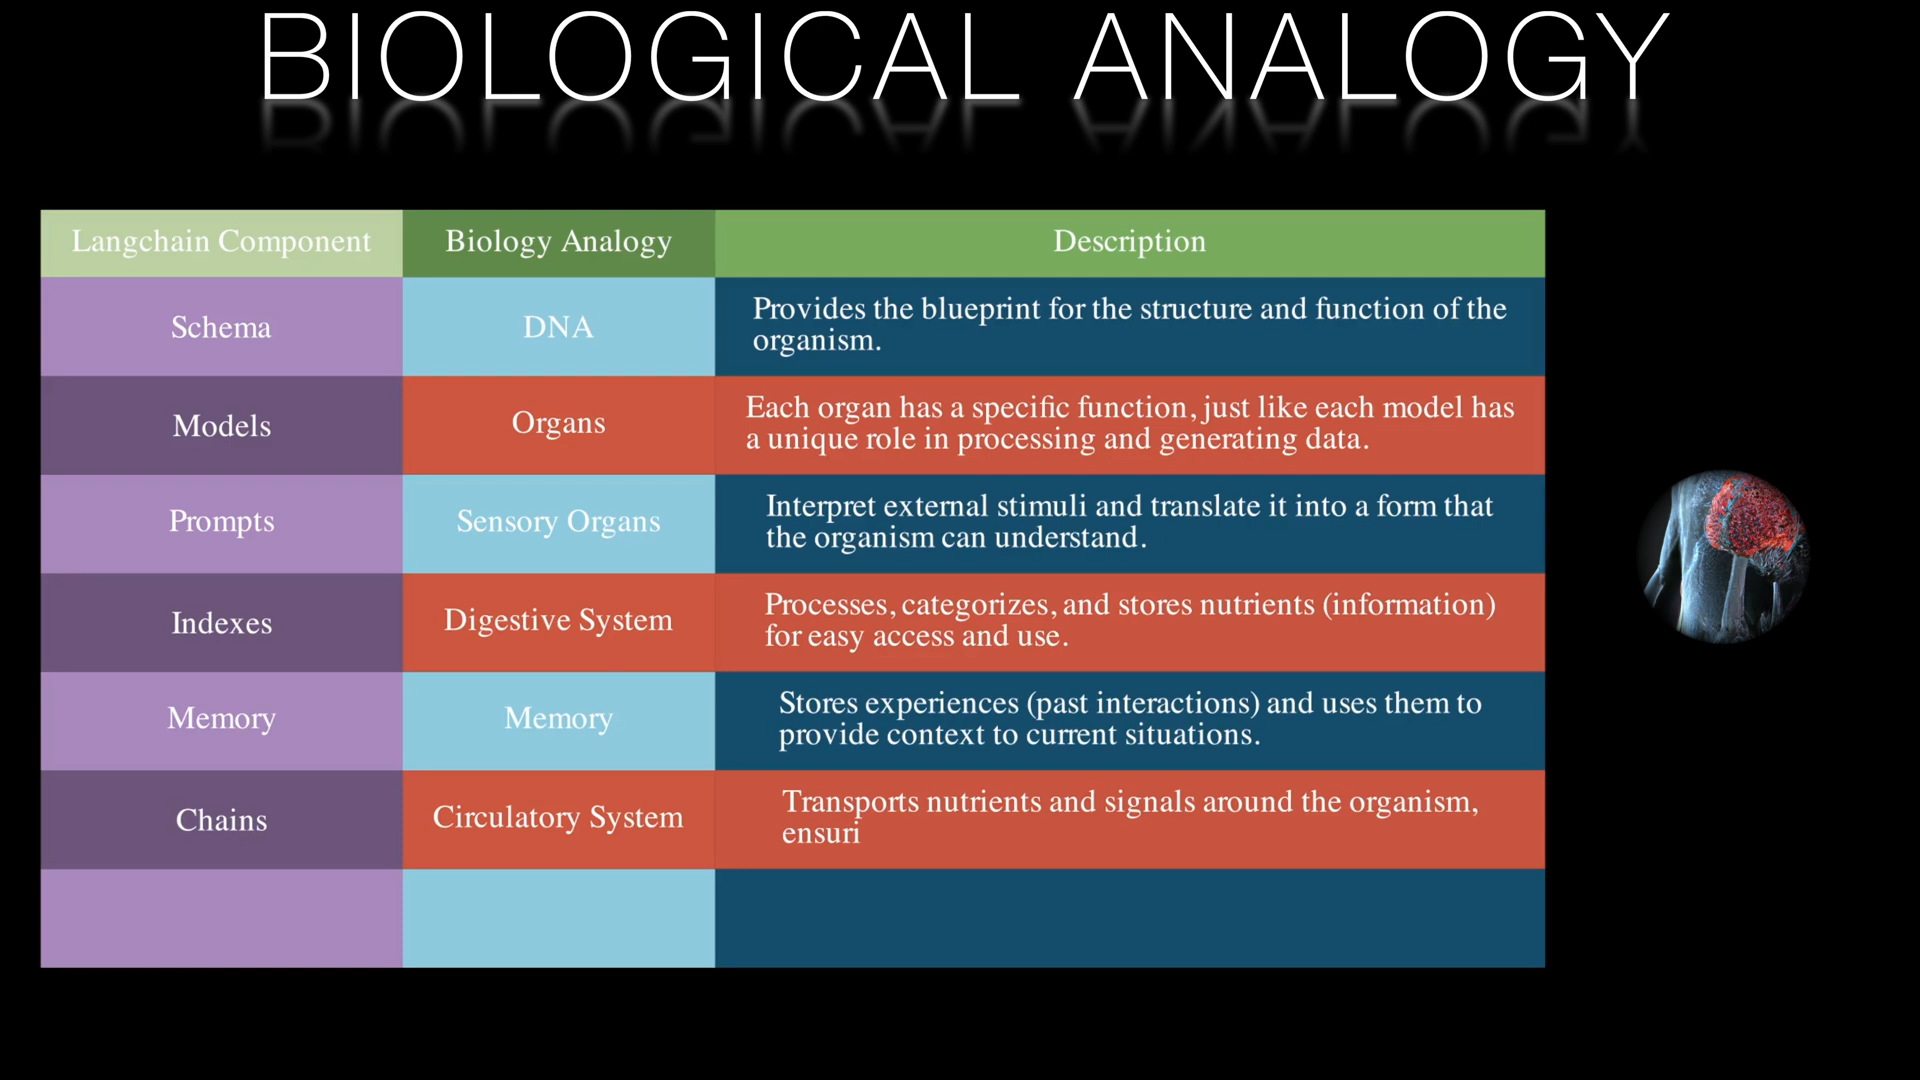 BIOLOGICAL ANALOGY
Langchain Component
Biology Analogy
Description
Schema
DNA
Provides the blueprint for the structure and function of the
organism.
Models
Organs
Each organ has a specific function, just like each model has
a unique role in processing and generating data.
Prompts
Sensory Organs
Interpret external stimuli and translate it into a form that
the organism can understand.
Indexes
Digestive System
Processes, categorizes, and stores nutrients (information)
for easy access and use.
Memory
Memory
Stores experiences (past interactions) and uses them to
provide context to current situations.
Chains
Circulatory System
Transports nutrients and signals around the organism,
ensuri